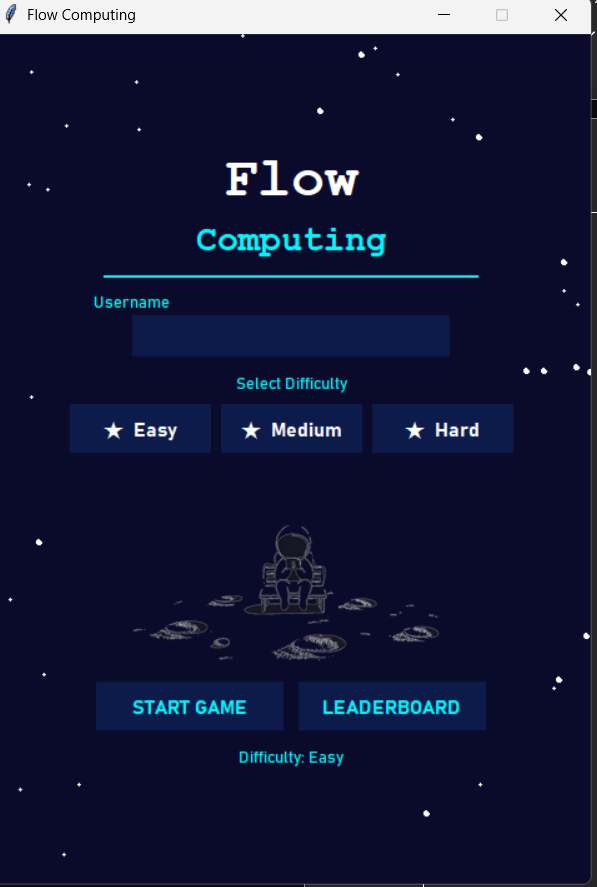 Flow Computing
Flow
Computing
Username
Select Difficulty
★ Easy ★ Medium ★ Hard
START GAME LEADERBOARD
Difficulty: Easy